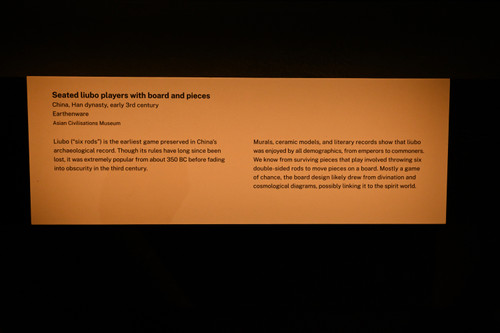 Seated liubo players with board and pieces
China, Han dynasty, early 3rd century
Earthenware
Asian Civilisations Museum
Liubo (“six rods”) is the earliest game preserved in China's
archaeological record. Though its rules have long since been
lost, it was extremely popular from about 350 BC before fading
into obscurity in the third century.
Murals, ceramic models, and literary records show that liubo
was enjoyed by all demographics, from emperors to commoners.
We know from surviving pieces that play involved throwing six
double-sided rods to move pieces on a board. Mostly a game
of chance, the board design likely drew from divination and
cosmological diagrams, possibly linking it to the spirit world.